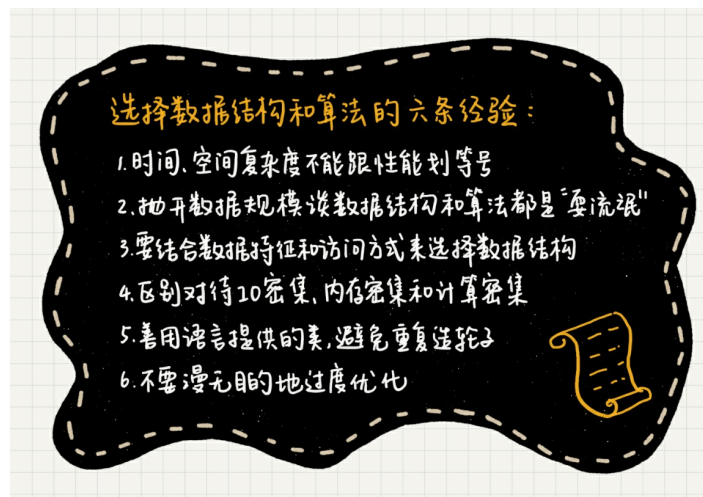 选择数据结构和算法的六条经验:
1.时间、空间复杂度不能跟性能划等号
2.抛开数据规模谈数据结构和算法都是“耍流氓”
3.要结合数据特征和访问方式来选择数据结构
4.区别对待IO密集、内存密集和计算密集
5.善用语言提供的类,避免重复造轮子
6.不要漫无目的地过度优化